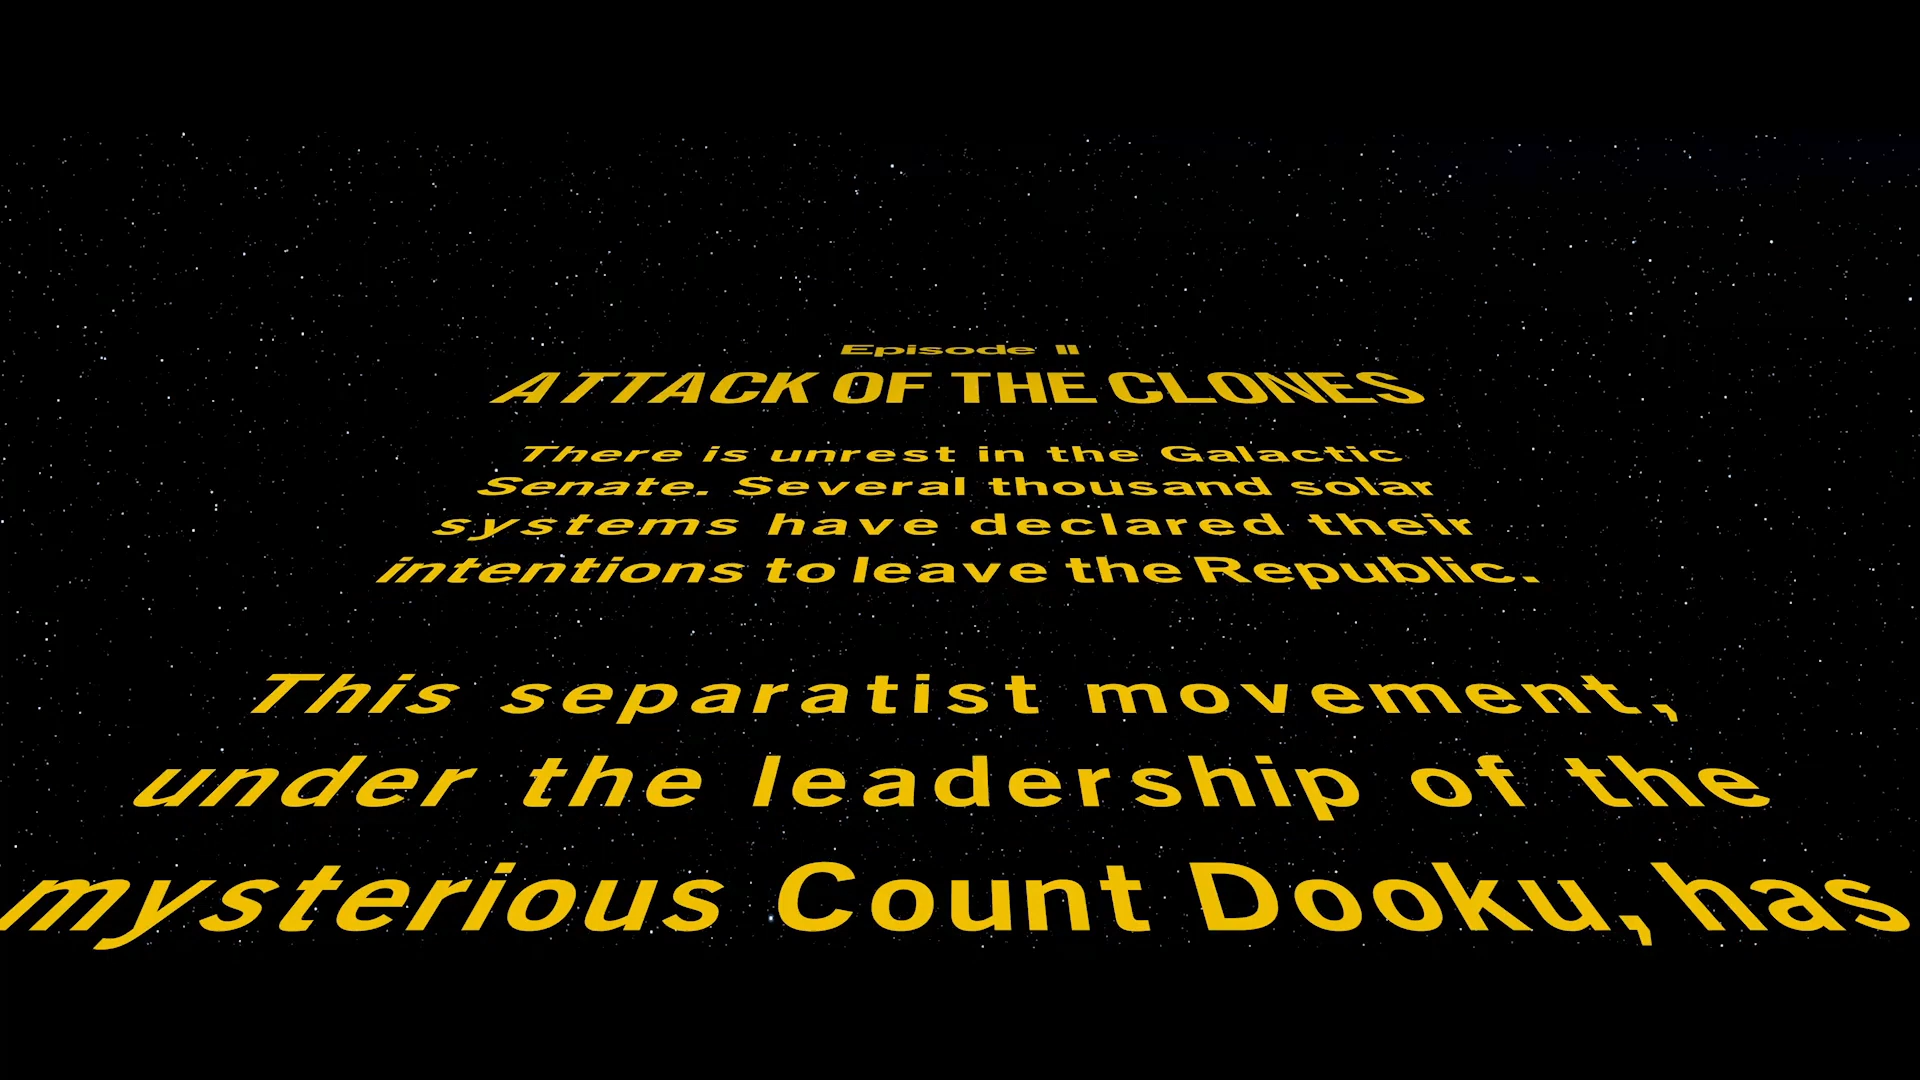 Episode II
ATTACK OF THE CLONES
There is unrest in the Galactic
Senate. Several thousand solar
systems have declared their
intentions to leave the Republic.
This separatist movement,
under the leadership of the
mysterious Count Dooku, has